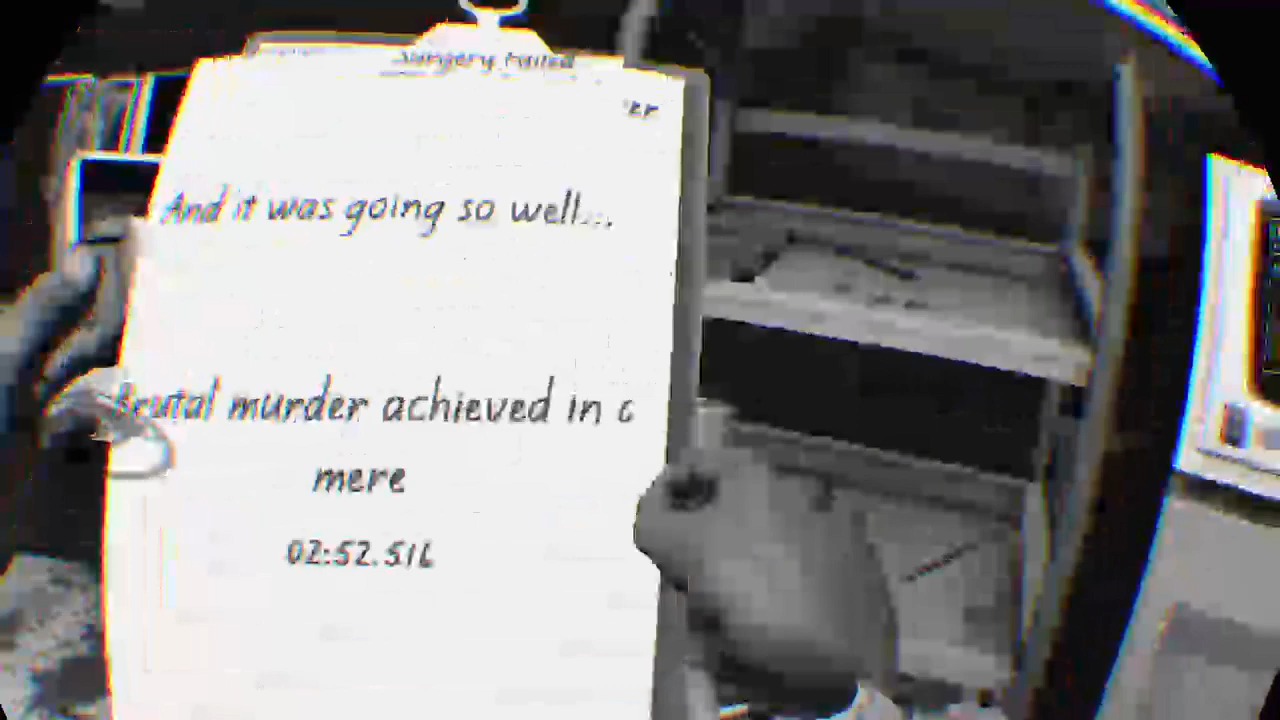 Surgery Failed
And it was going so well...
Brutal murder achieved in a
mere
02:52.516